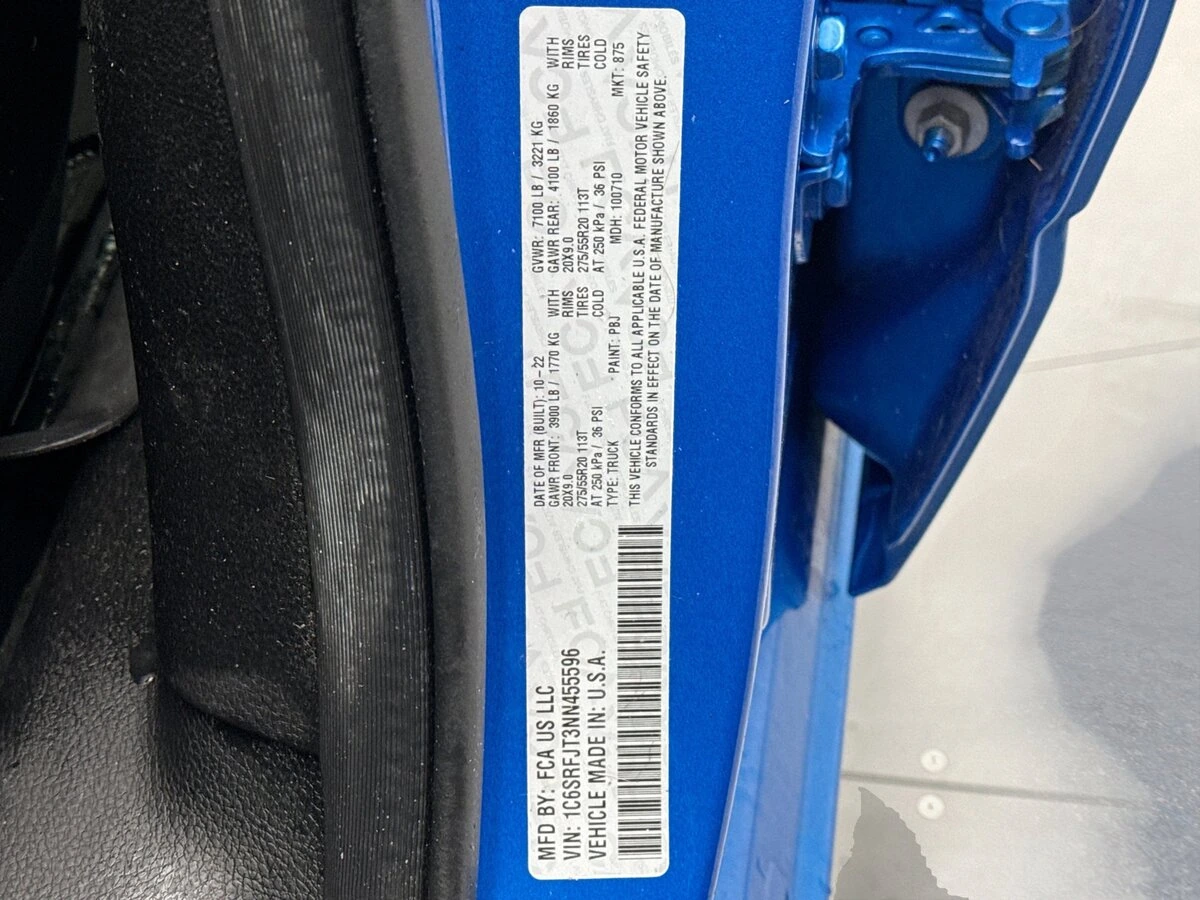 MFD BY: FCA US LLC
VIN: 1C6SRFJT3NN455596
VEHICLE MADE IN: U.S.A.
DATE OF MFR (BUILT): 10-22 GVWR: 7100 LB / 3221 KG
GAWR FRONT: 3900 LB / 1770 KG WITH GAWR REAR: 4100 LB / 1860 KG WITH
20X9.0 RIMS 20X9.0 RIMS
275/55R20 113T TIRES 275/55R20 113T TIRES
AT 250 kPa / 36 PSI COLD AT 250 kPa / 36 PSI COLD
TYPE: TRUCK PAINT: PBJ MDH: 100710 MKT: 875
THIS VEHICLE CONFORMS TO ALL APPLICABLE U.S.A. FEDERAL MOTOR VEHICLE SAFETY
STANDARDS IN EFFECT ON THE DATE OF MANUFACTURE SHOWN ABOVE.